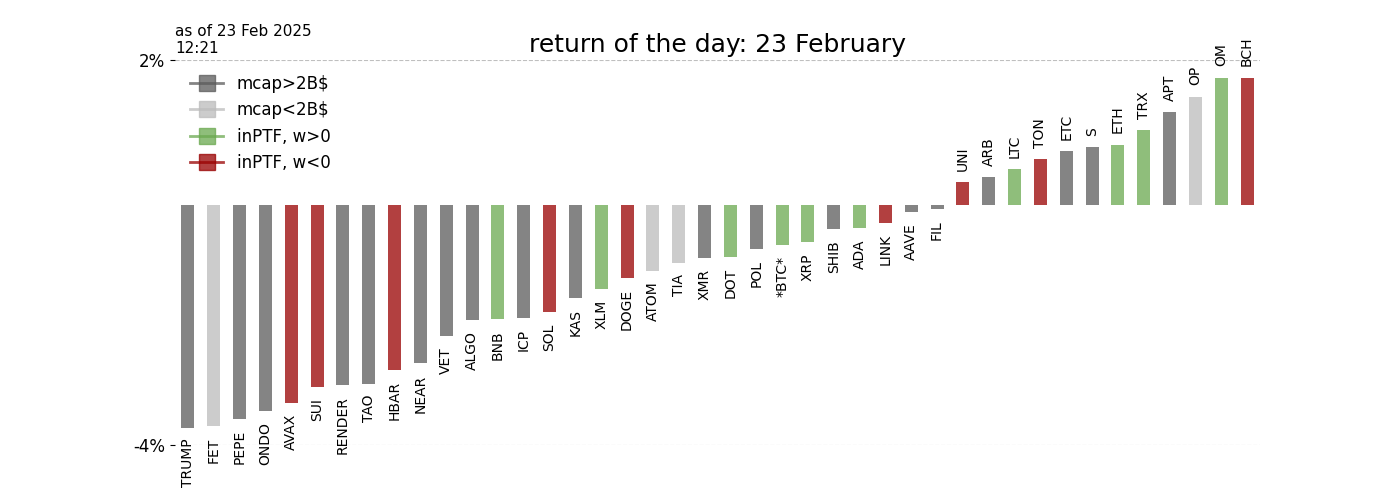 as of 23 Feb 2025
12:21
return of the day: 23 February
2%
mcap>2B$
mcap<2B$
inPTF, w>0
inPTF, w<0
-4%
TRUMP
FET
PEPE
ONDO
AVAX
SUI
RENDER
TAO
HBAR
NEAR
VET
ALGO
BNB
ICP
SOL
KAS
XLM
DOGE
ATOM
TIA
XMR
DOT
POL
*BTC*
XRP
SHIB
ADA
LINK
AAVE
FIL
UNI
ARB
LTC
TON
ETC
S
ETH
TRX
APT
OP
OM
BCH